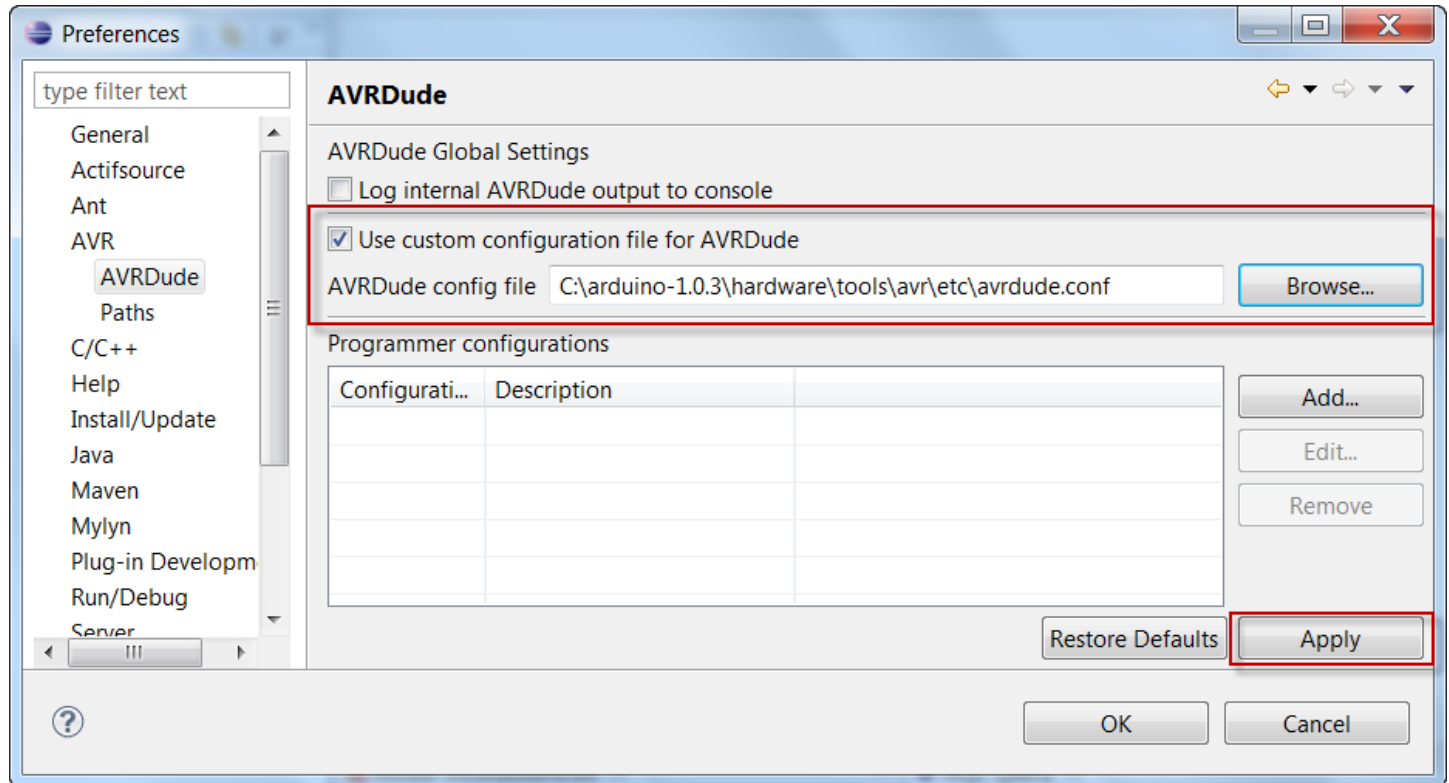 Preferences
type filter text
General
Actifsource
Ant
AVR
AVRDude
Paths
C/C++
Help
Install/Update
Java
Maven
Mylyn
Plug-in Developm
Run/Debug
Server
AVRDude
AVRDude Global Settings
Log internal AVRDude output to console
Use custom configuration file for AVRDude
AVRDude config file C:\arduino-1.0.3\hardware\tools\avr\etc\avrdude.conf Browse...
Programmer configurations
Configurati... Description
Add...
Edit...
Remove
Restore Defaults Apply
OK Cancel